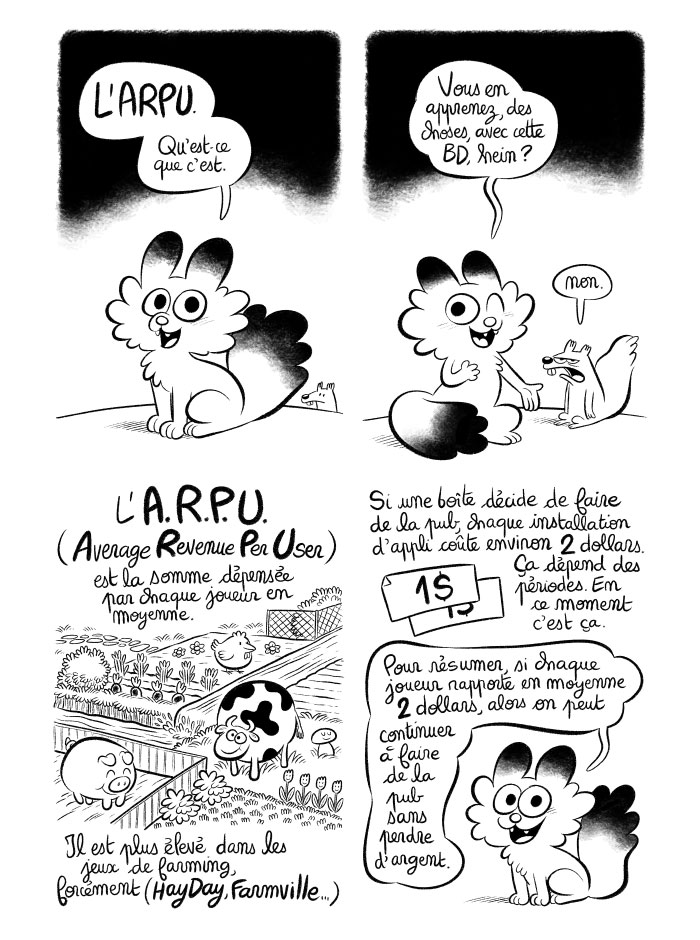 L'ARPU.
Qu'est-ce
que c'est.
Vous en
apprenez, des
choses, avec cette
BD, hein ?
non.
L'A.R.P.U.
(Average Revenue Per User)
est la somme dépensée
par chaque joueur en
moyenne.
Il est plus élevé dans les
jeux de farming,
forcément (HayDay, Farmville...)
Si une boîte décide de faire
de la pub, chaque installation
d'appli coûte environ 2 dollars.
Ça dépend des
périodes. En
ce moment
c'est ça.
1$
1$
Pour résumer, si chaque
joueur rapporte en moyenne
2 dollars, alors on peut
continuer
à faire
de la
pub
sans
perdre
d'argent.